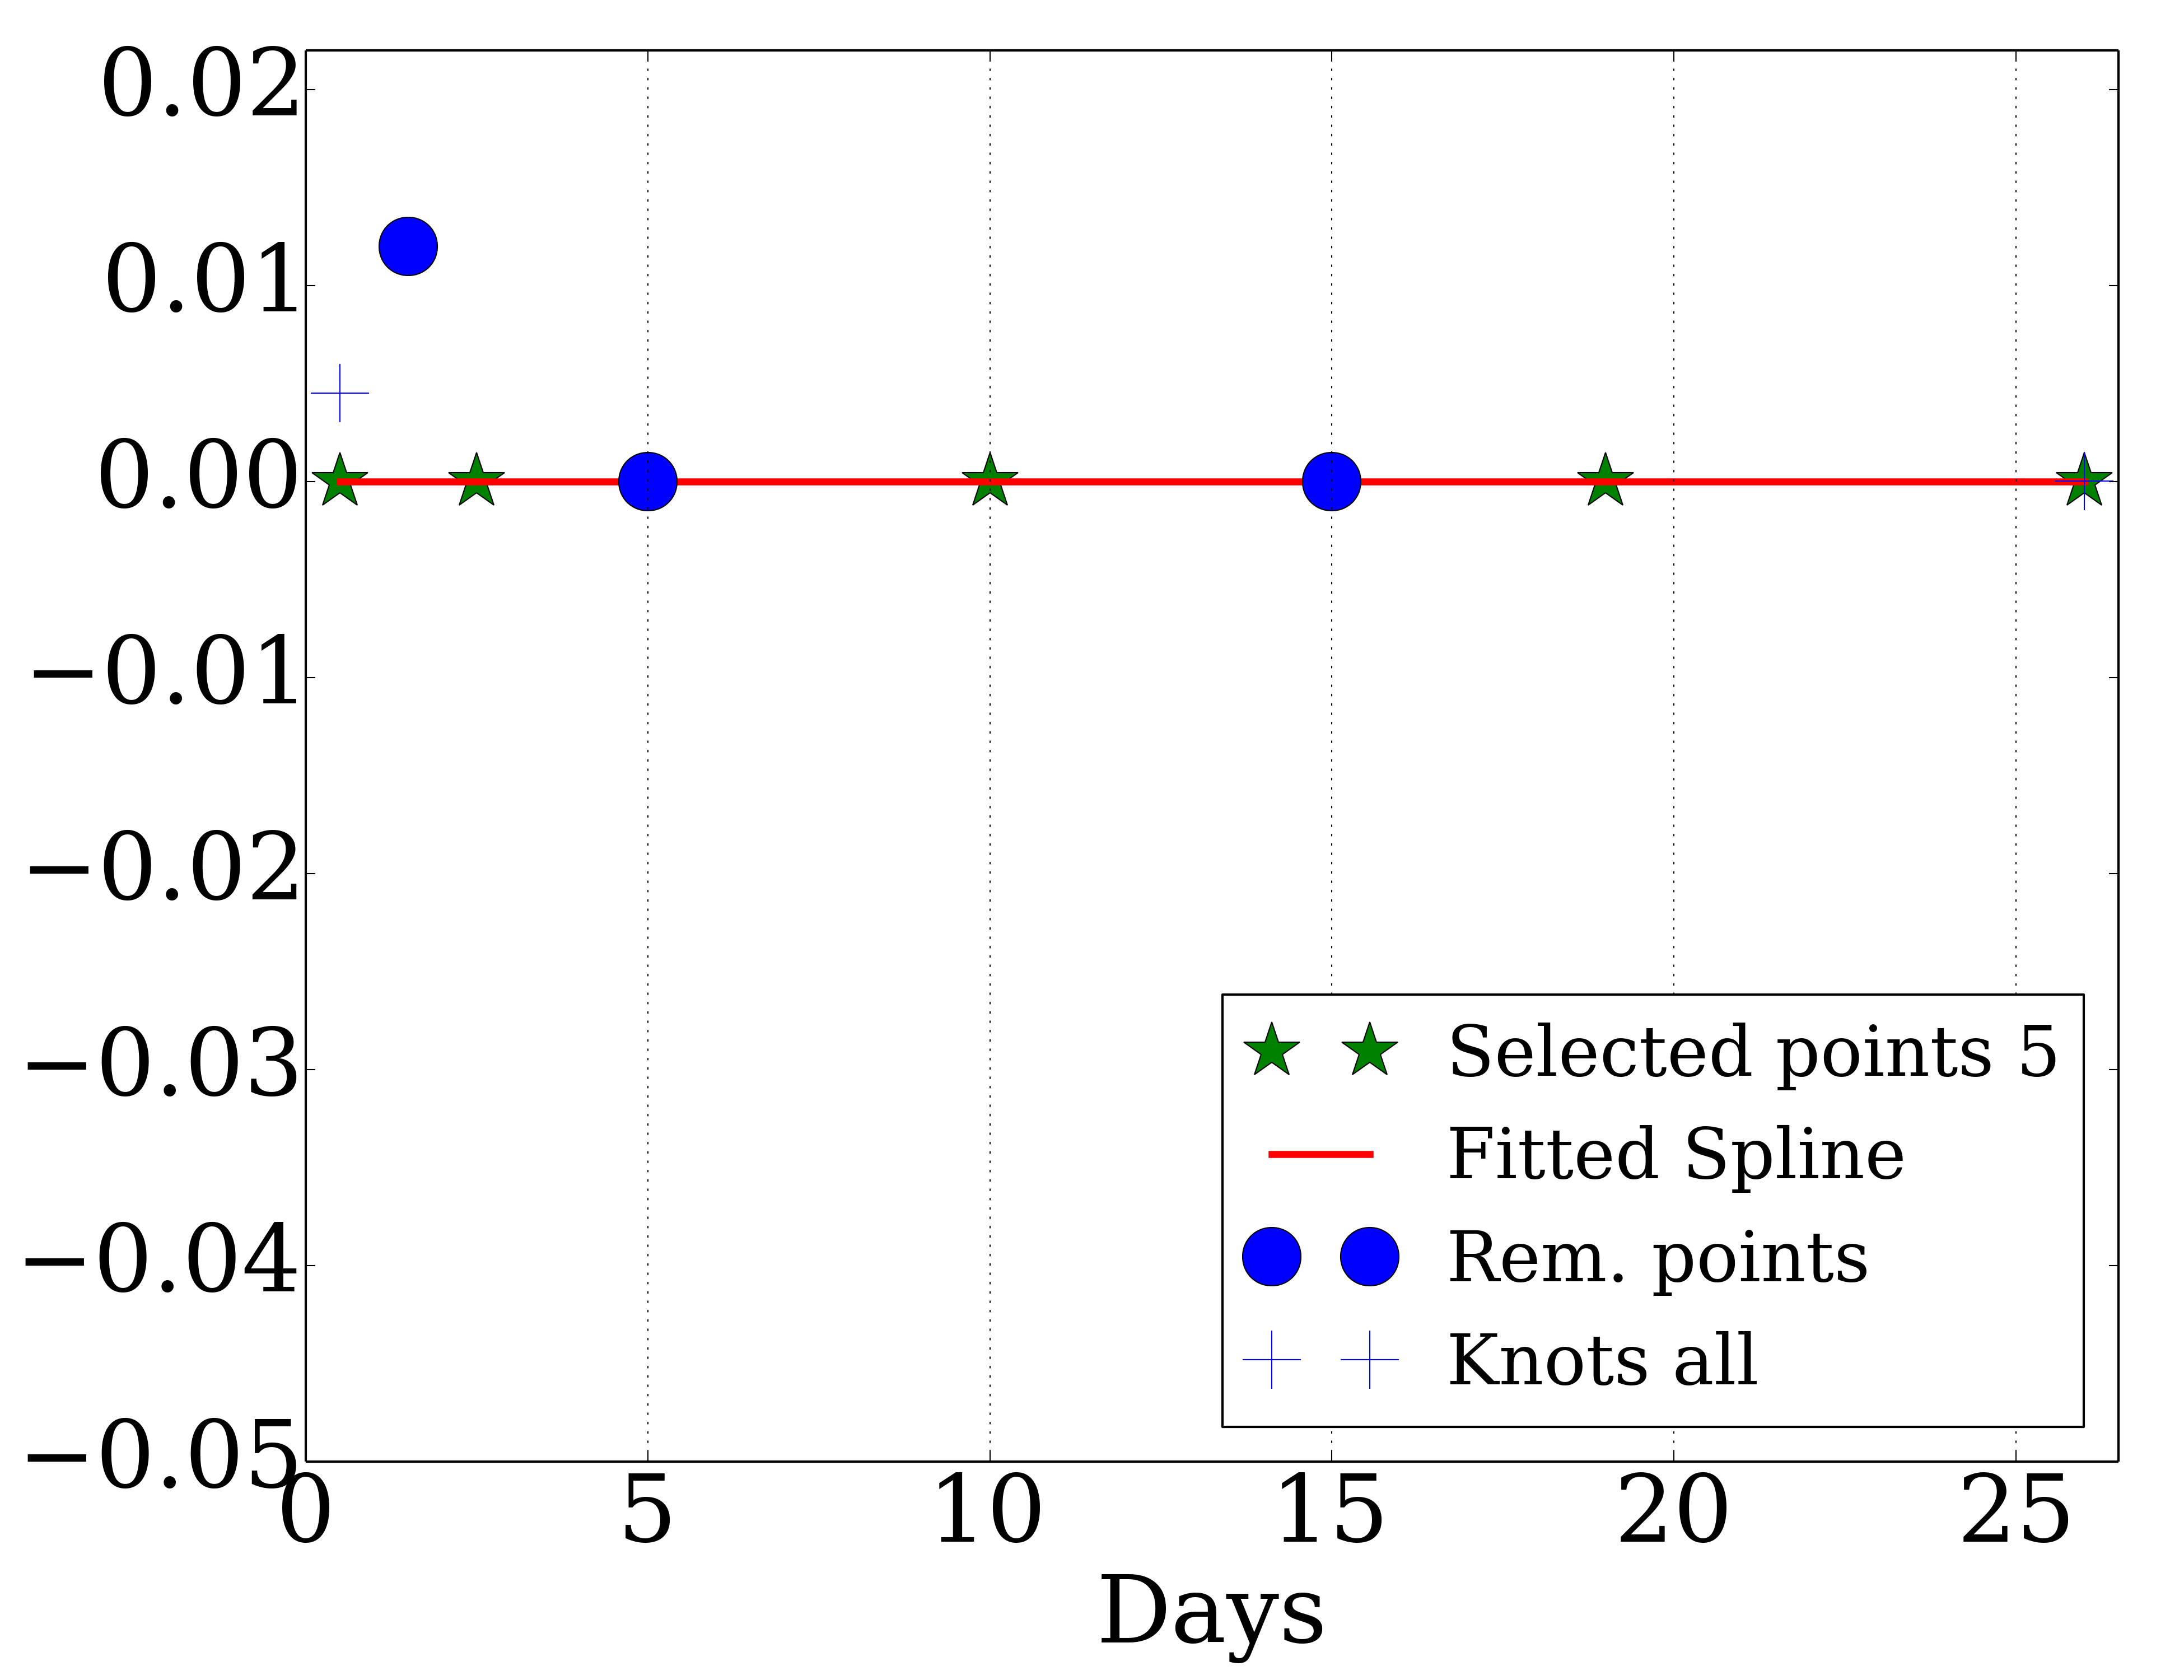 0.02
0.01
0.00
−0.01
−0.02
−0.03
−0.04
−0.05
Selected points 5
Fitted Spline
Rem. points
Knots all
0 5 10 15 20 25
Days